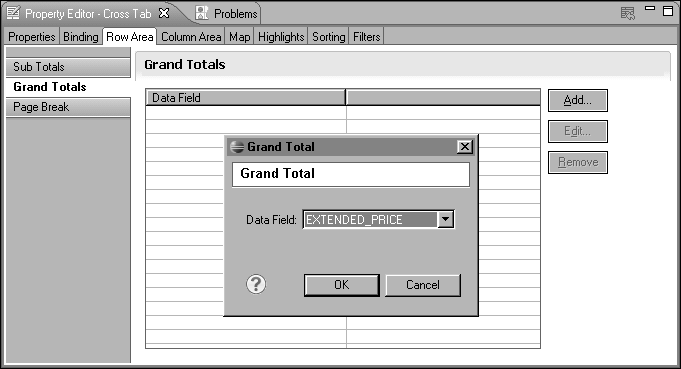 Property Editor - Cross Tab Problems
Properties Binding Row Area Column Area Map Highlights Sorting Filters
Sub Totals
Grand Totals
Page Break
Grand Totals
Data Field
Add...
Edit...
Remove
Grand Total
Grand Total
Data Field: EXTENDED_PRICE
? OK Cancel